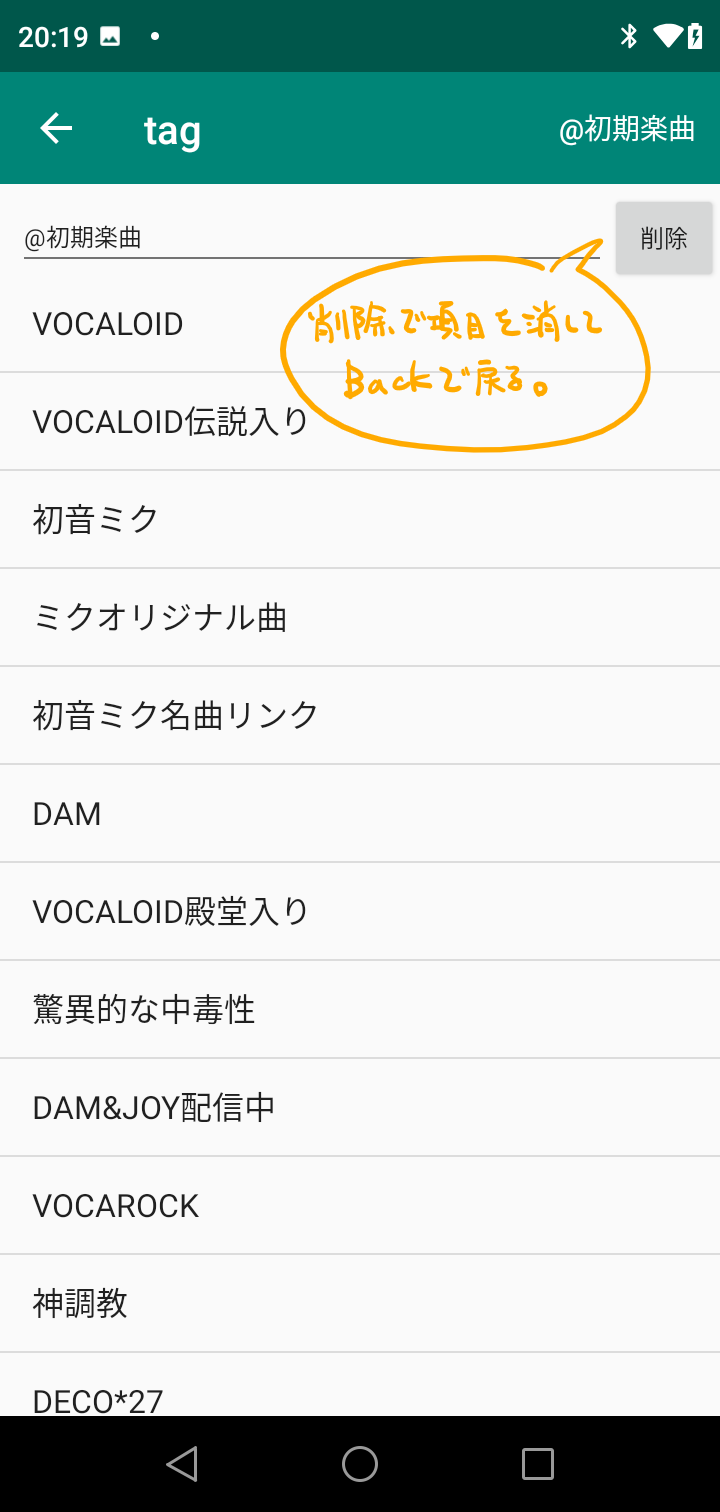 20:19
tag
@初期楽曲
@初期楽曲
削除
削除で項目を消して
Backで戻る。
VOCALOID
VOCALOID伝説入り
初音ミク
ミクオリジナル曲
初音ミク名曲リンク
DAM
VOCALOID殿堂入り
驚異的な中毒性
DAM&JOY配信中
VOCAROCK
神調教
DECO*27